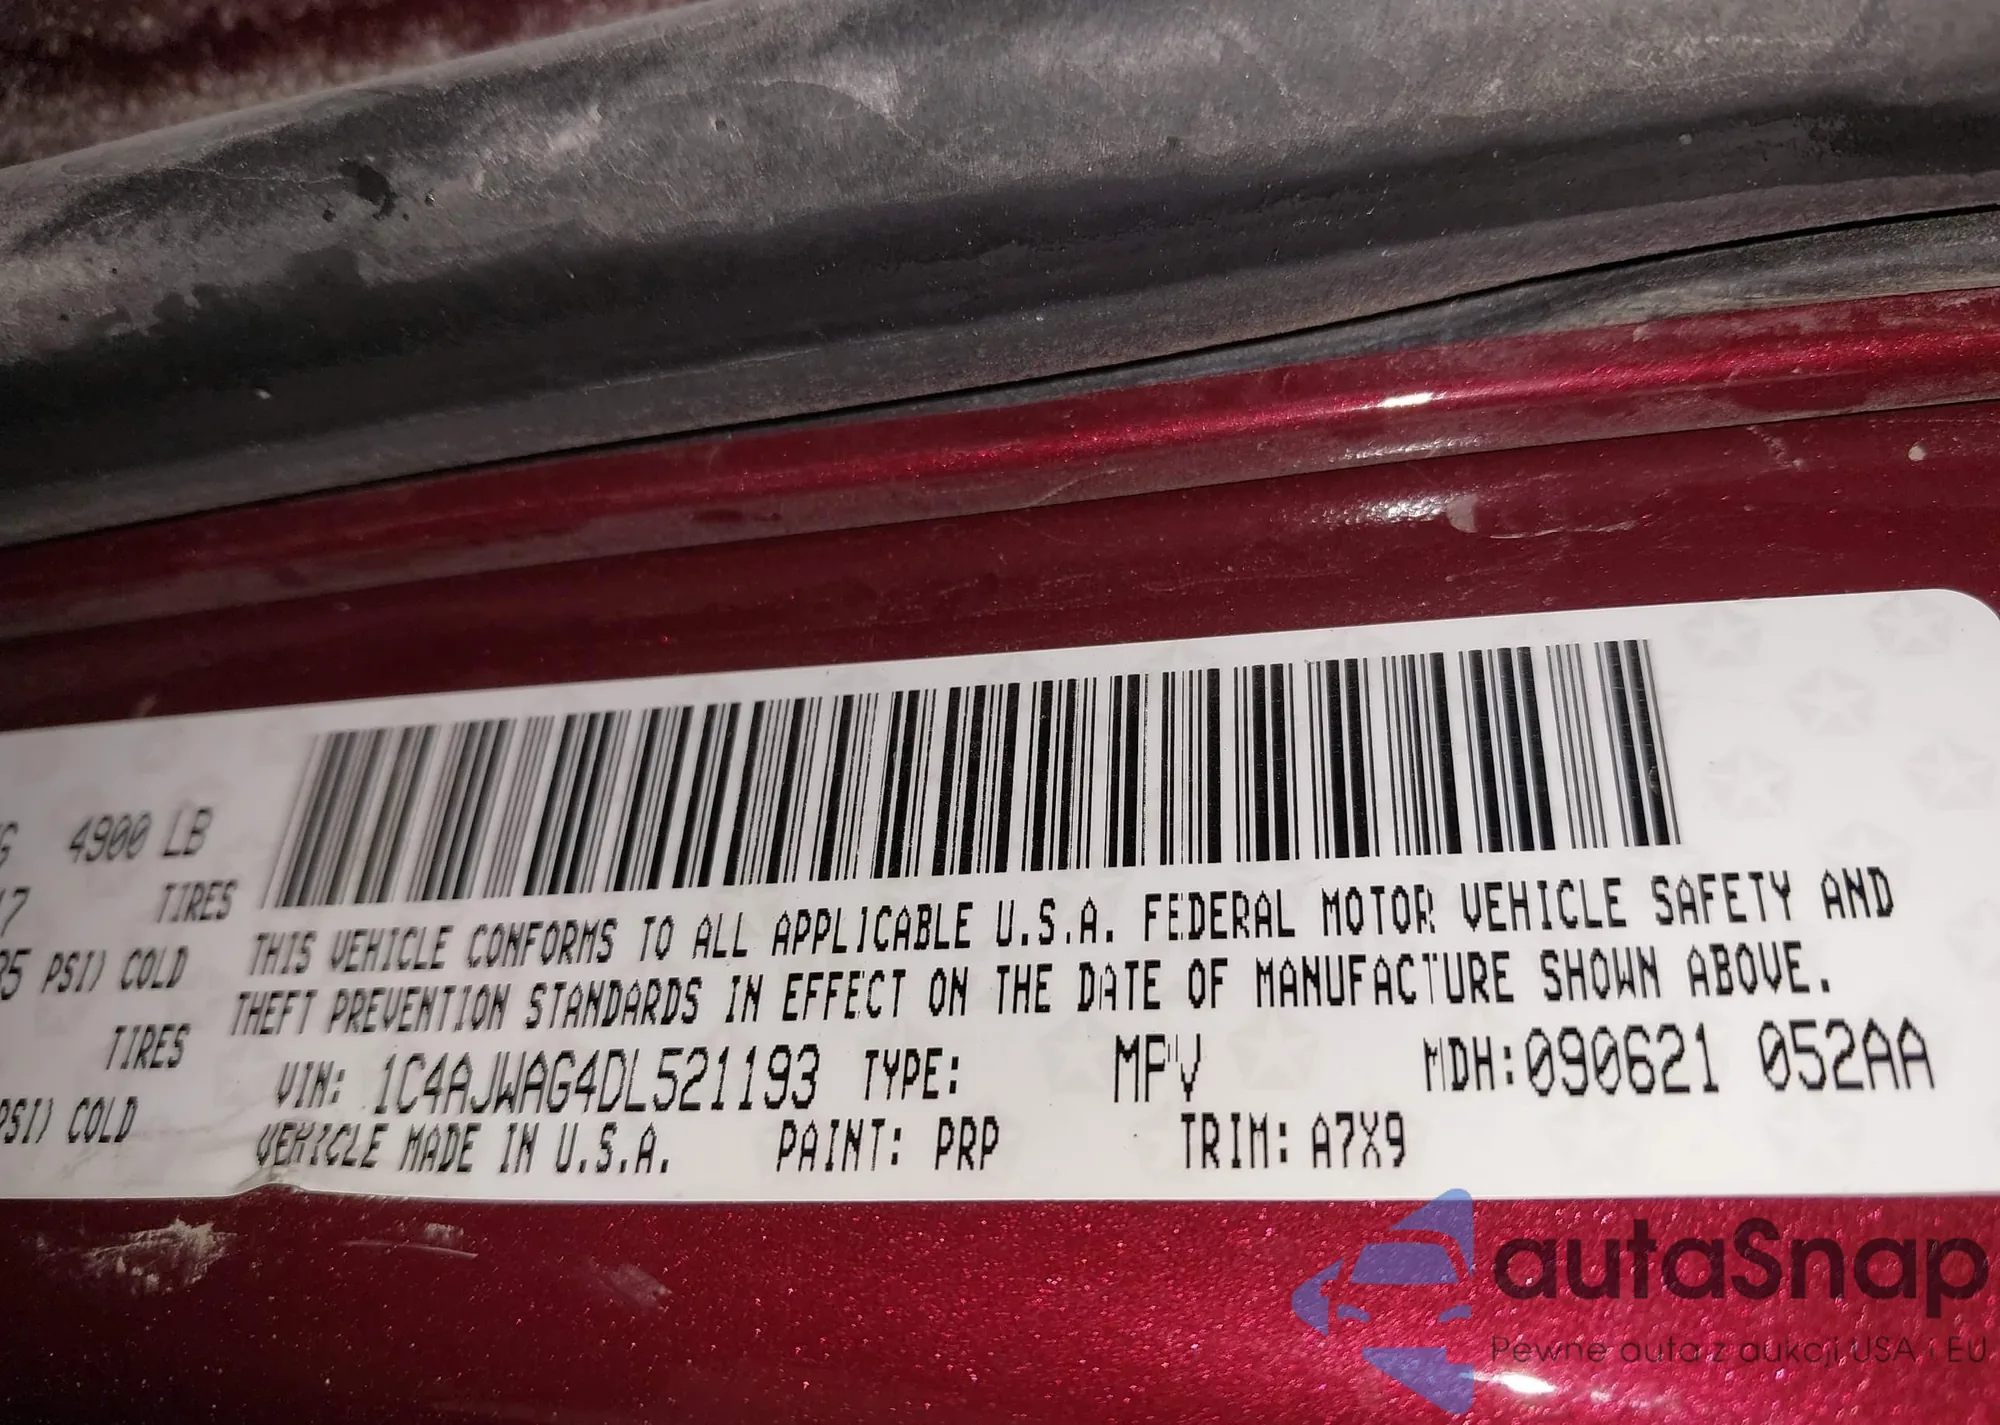 4900 LB
TIRES
PSI) COLD
TIRES
PSI) COLD
THIS VEHICLE CONFORMS TO ALL APPLICABLE U.S.A. FEDERAL MOTOR VEHICLE SAFETY AND
THEFT PREVENTION STANDARDS IN EFFECT ON THE DATE OF MANUFACTURE SHOWN ABOVE.
VIN: 1C4AJWAG4DL521193 TYPE: MPV MDH: 090621 052AA
VEHICLE MADE IN U.S.A. PAINT: PRP TRIM: A7X9
autaSnap
Pewne auta z aukcji USA i EU